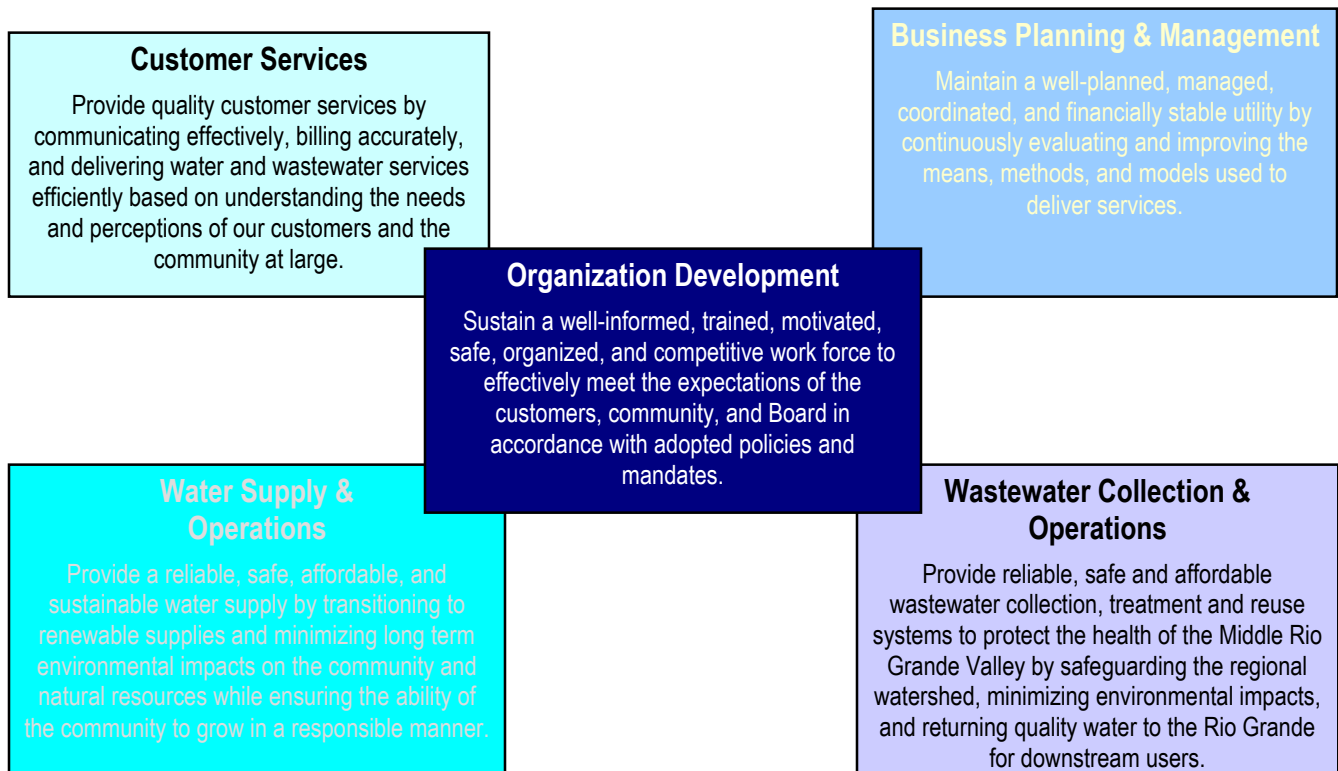 Customer Services
Provide quality customer services by
communicating effectively, billing accurately,
and delivering water and wastewater services
efficiently based on understanding the needs
and perceptions of our customers and the
community at large.
Business Planning & Management
Maintain a well-planned, managed,
coordinated, and financially stable utility by
continuously evaluating and improving the
means, methods, and models used to
deliver services.
Organization Development
Sustain a well-informed, trained, motivated,
safe, organized, and competitive work force to
effectively meet the expectations of the
customers, community, and Board in
accordance with adopted policies and
mandates.
Water Supply &
Operations
Provide a reliable, safe, affordable, and
sustainable water supply by transitioning to
renewable supplies and minimizing long term
environmental impacts on the community and
natural resources while ensuring the ability of
the community to grow in a responsible manner.
Wastewater Collection &
Operations
Provide reliable, safe and affordable
wastewater collection, treatment and reuse
systems to protect the health of the Middle Rio
Grande Valley by safeguarding the regional
watershed, minimizing environmental impacts,
and returning quality water to the Rio Grande
for downstream users.